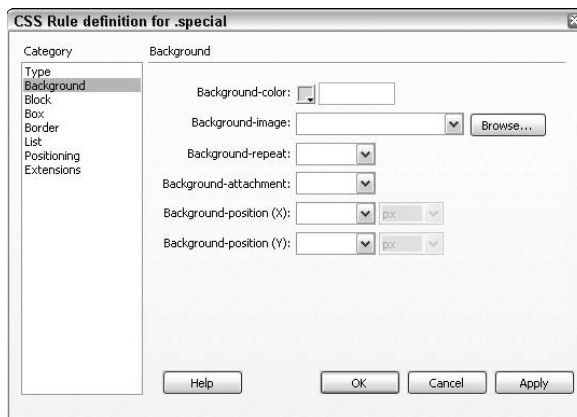 CSS Rule definition for .special
Category
Background
Type
Background
Block
Box
Border
List
Positioning
Extensions
Background-color:
Background-image:
Browse...
Background-repeat:
Background-attachment:
Background-position (X):
px
Background-position (Y):
px
Help
OK
Cancel
Apply